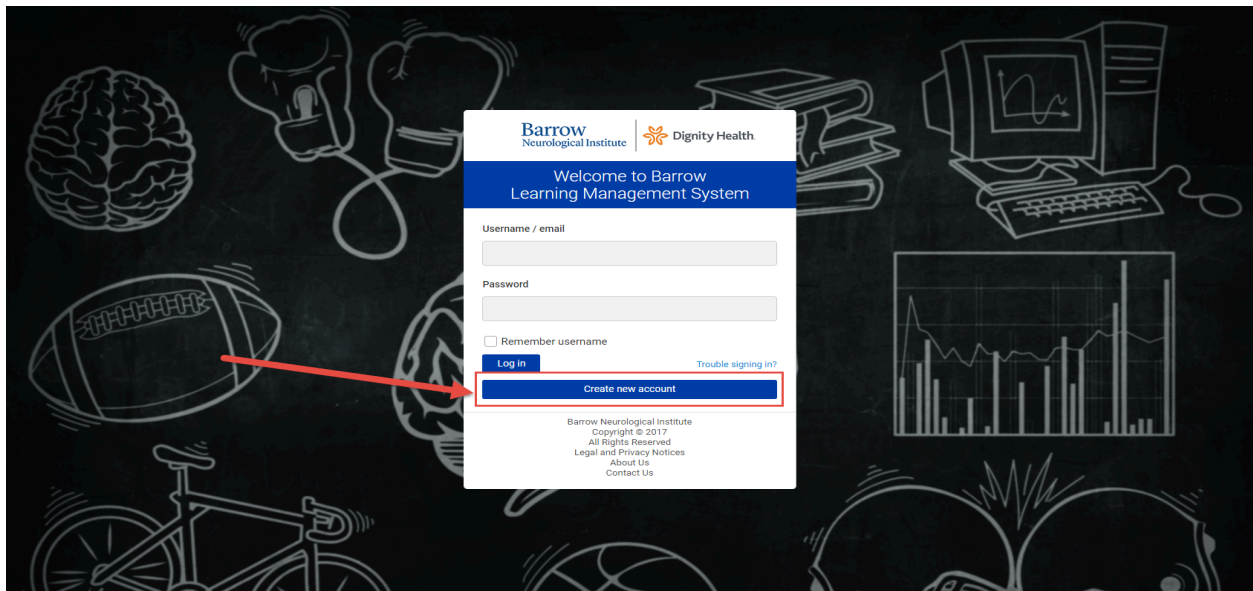 Barrow
Neurological Institute
Dignity Health.
Welcome to Barrow
Learning Management System
Username / email
Password
Remember username
Log in
Trouble signing in?
Create new account
Barrow Neurological Institute
Copyright © 2017
All Rights Reserved
Legal and Privacy Notices
About Us
Contact Us